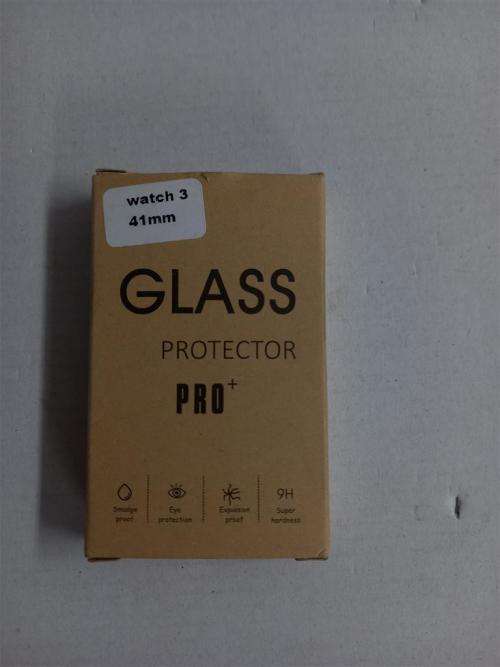 watch 3
41mm
GLASS
PROTECTOR
PRO+
9H
Smudge proof
Eye protection
Explosion proof
Super hardness